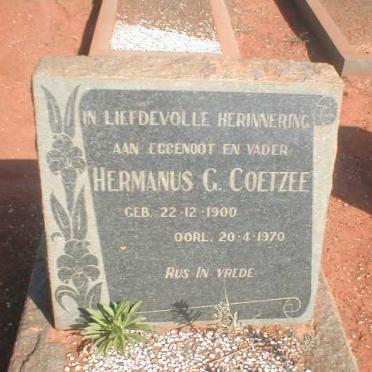 IN LIEFDEVOLLE HERINNERING
AAN EGGENOOT EN VADER
HERMANUS G. COETZEE
GEB. 22-12-1900
OORL. 20-4-1970
RUS IN VREDE